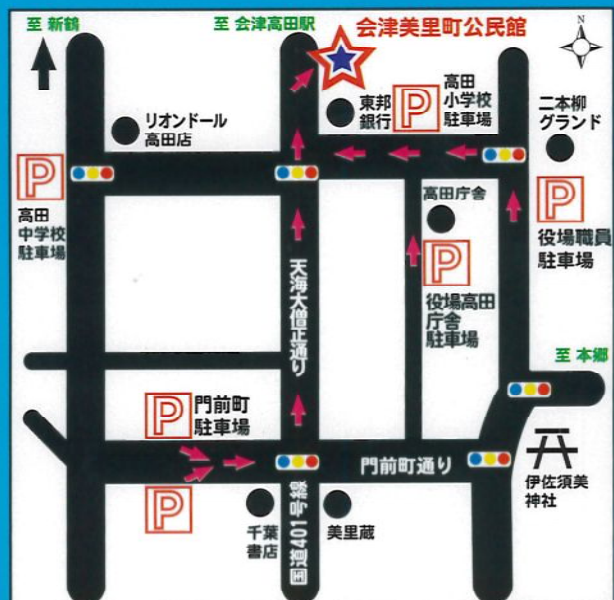 至 新鶴
至 会津高田駅
会津美里町公民館
N
リオンドール
高田店
東邦
銀行
P
高田
小学校
駐車場
二本柳
グランド
P
高田
中学校
駐車場
高田庁舎
P
役場職員
駐車場
P
役場高田
庁舎
駐車場
天海大僧正通り
至 本郷
P
門前町
駐車場
門前町通り
P
伊佐須美
神社
千葉
書店
国道401号線
美里蔵